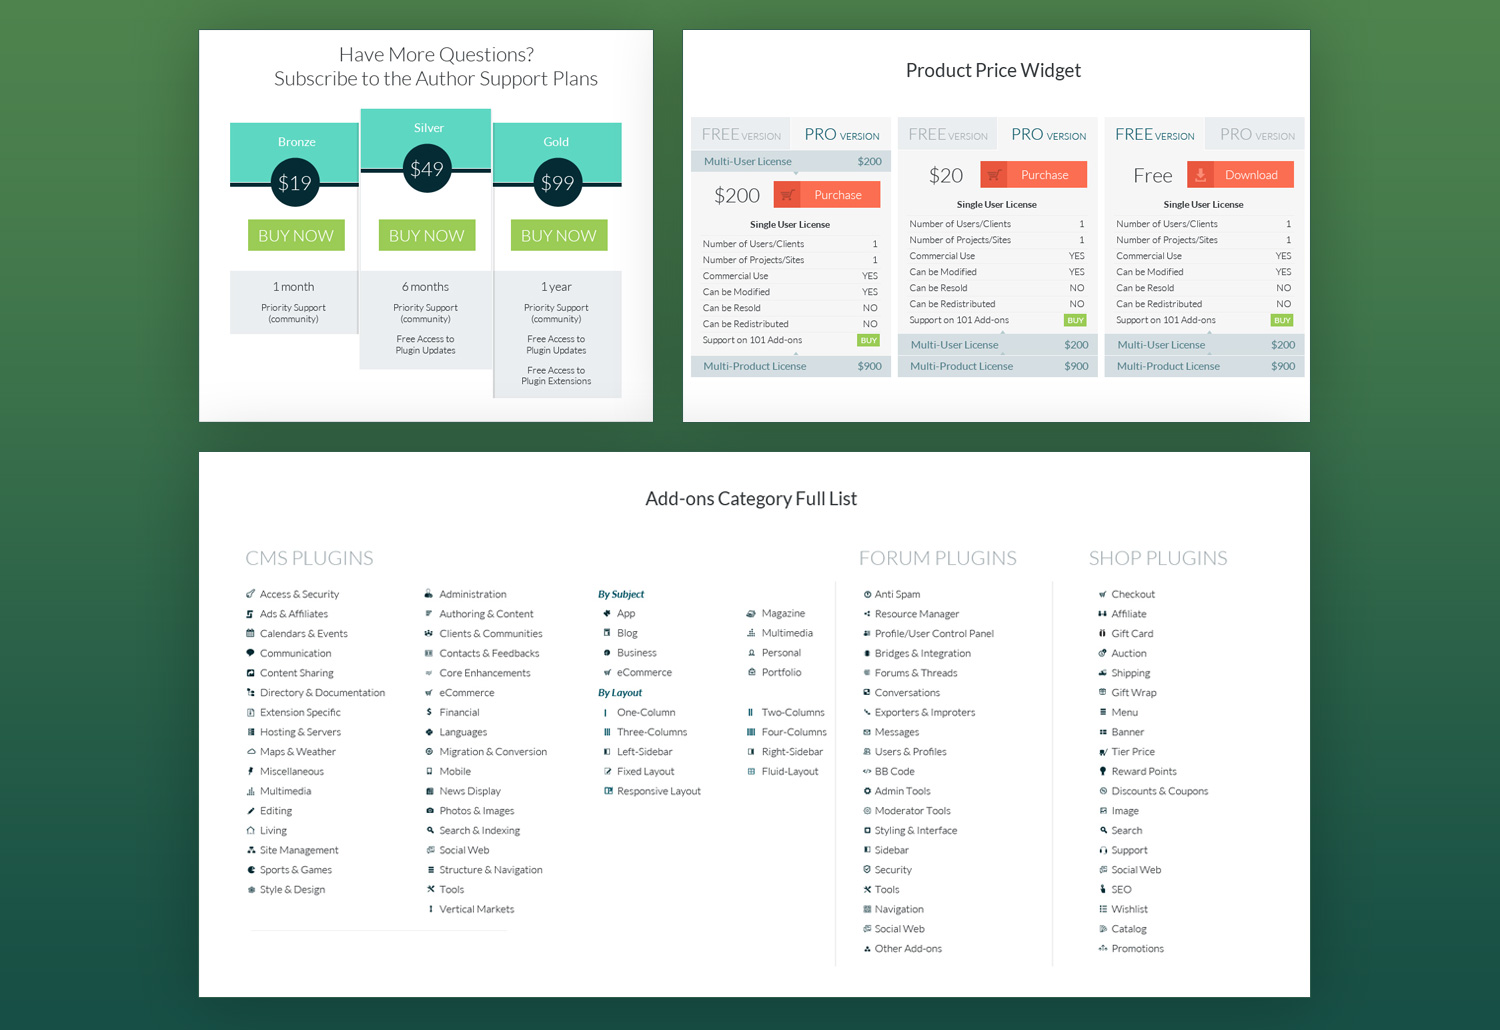 Have More Questions?
Subscribe to the Author Support Plans
Bronze
$19
BUY NOW
1 month
Priority Support
(community)
Silver
$49
BUY NOW
6 months
Priority Support
(community)
Free Access to
Plugin Updates
Gold
$99
BUY NOW
1 year
Priority Support
(community)
Free Access to
Plugin Updates
Free Access to
Plugin Extensions
Product Price Widget
FREE VERSION PRO VERSION
Multi-User License $200
$200 Purchase
Single User License
Number of Users/Clients 1
Number of Projects/Sites 1
Commercial Use YES
Can be Modified YES
Can be Resold NO
Can be Redistributed NO
Support on 101 Add-ons BUY
Multi-Product License $900
FREE VERSION PRO VERSION
$20 Purchase
Single User License
Number of Users/Clients 1
Number of Projects/Sites 1
Commercial Use YES
Can be Modified YES
Can be Resold NO
Can be Redistributed NO
Support on 101 Add-ons BUY
Multi-User License $200
Multi-Product License $900
FREE VERSION PRO VERSION
Free Download
Single User License
Number of Users/Clients 1
Number of Projects/Sites 1
Commercial Use YES
Can be Modified YES
Can be Resold NO
Can be Redistributed NO
Support on 101 Add-ons BUY
Multi-User License $200
Multi-Product License $900
Add-ons Category Full List
CMS PLUGINS
Access & Security
Ads & Affiliates
Calendars & Events
Communication
Content Sharing
Directory & Documentation
Extension Specific
Hosting & Servers
Maps & Weather
Miscellaneous
Multimedia
Editing
Living
Site Management
Sports & Games
Style & Design
Administration
Authoring & Content
Clients & Communities
Contacts & Feedbacks
Core Enhancements
eCommerce
Financial
Languages
Migration & Conversion
Mobile
News Display
Photos & Images
Search & Indexing
Social Web
Structure & Navigation
Tools
Vertical Markets
By Subject
App
Blog
Business
eCommerce
Magazine
Multimedia
Personal
Portfolio
By Layout
One-Column
Three-Columns
Left-Sidebar
Fixed Layout
Responsive Layout
Two-Columns
Four-Columns
Right-Sidebar
Fluid-Layout
FORUM PLUGINS
Anti Spam
Resource Manager
Profile/User Control Panel
Bridges & Integration
Forums & Threads
Conversations
Exporters & Improters
Messages
Users & Profiles
BB Code
Admin Tools
Moderator Tools
Styling & Interface
Sidebar
Security
Tools
Navigation
Social Web
Other Add-ons
SHOP PLUGINS
Checkout
Affiliate
Gift Card
Auction
Shipping
Gift Wrap
Menu
Banner
Tier Price
Reward Points
Discounts & Coupons
Image
Search
Support
Social Web
SEO
Wishlist
Catalog
Promotions